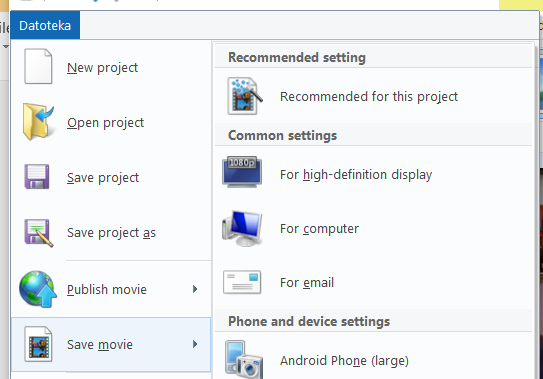 Datoteka
New project
Open project
Save project
Save project as
Publish movie
Save movie
Recommended setting
Recommended for this project
Common settings
1080p
For high-definition display
For computer
For email
Phone and device settings
Android Phone (large)